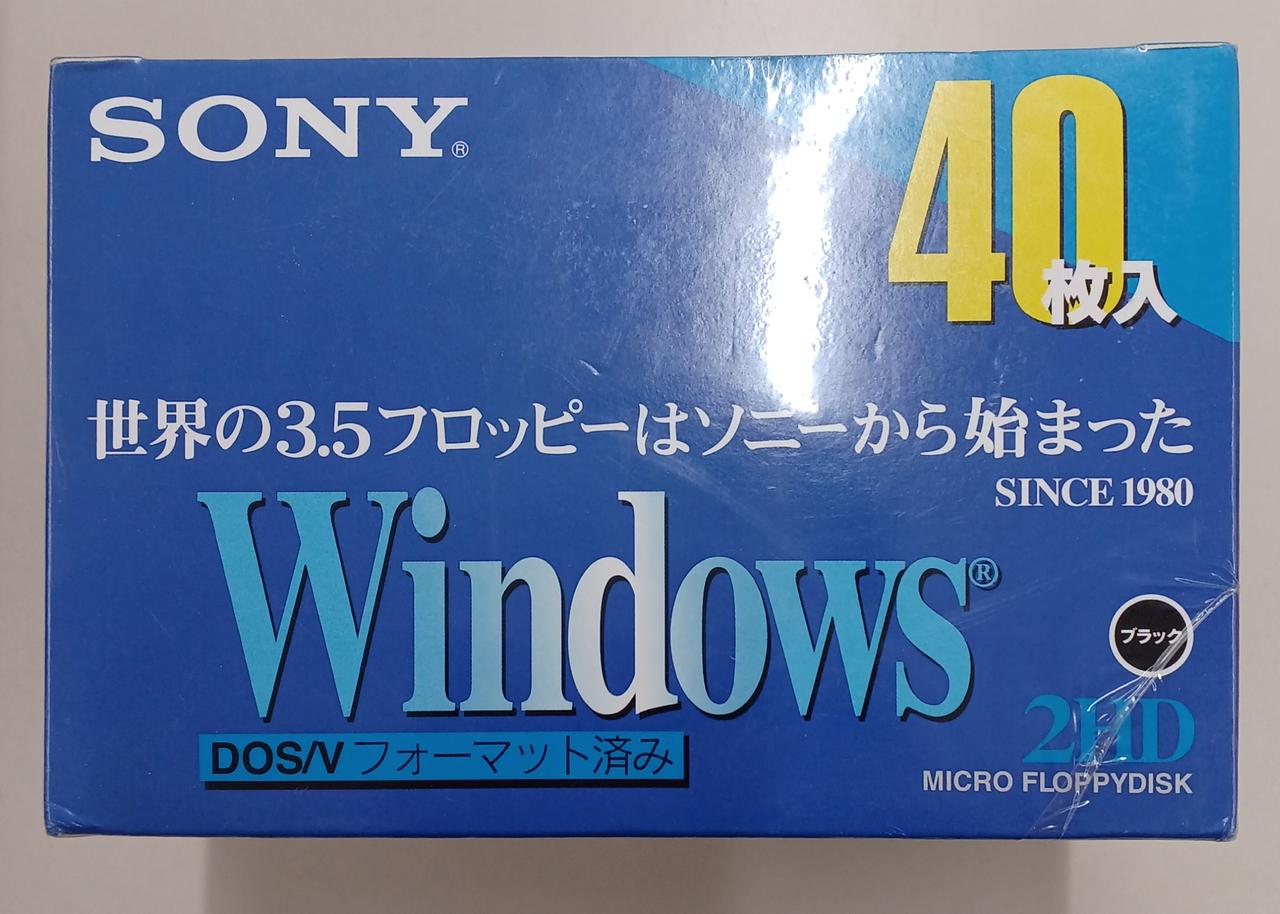 SONY®
40
枚入
世界の3.5フロッピーはソニーから始まった
SINCE 1980
Windows®
ブラック
DOS/V フォーマット済み
2HD
MICRO FLOPPYDISK